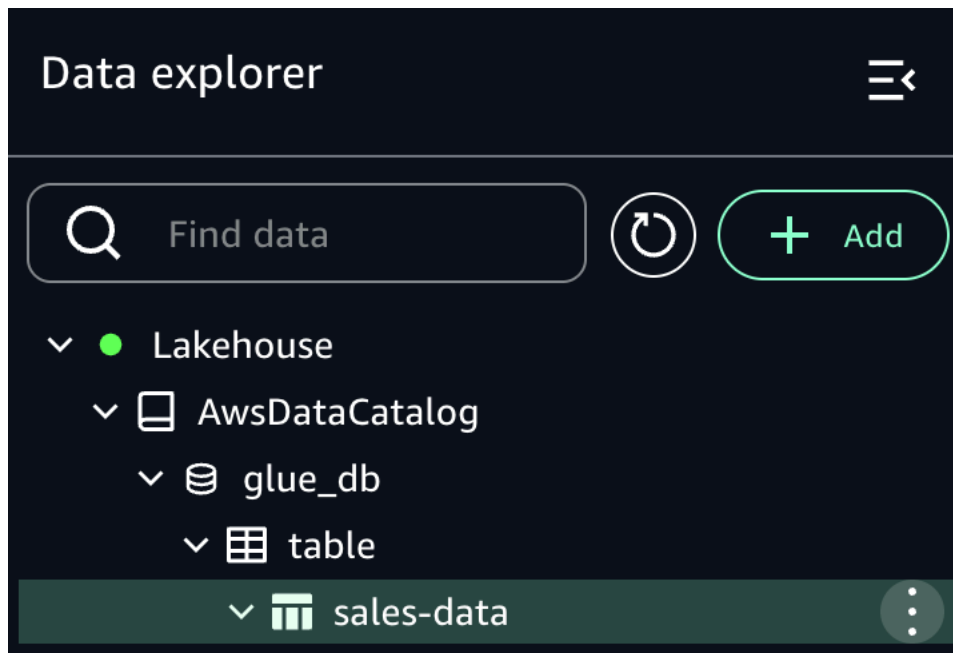 Data explorer
Find data
Add
Lakehouse
AwsDataCatalog
glue_db
table
sales-data